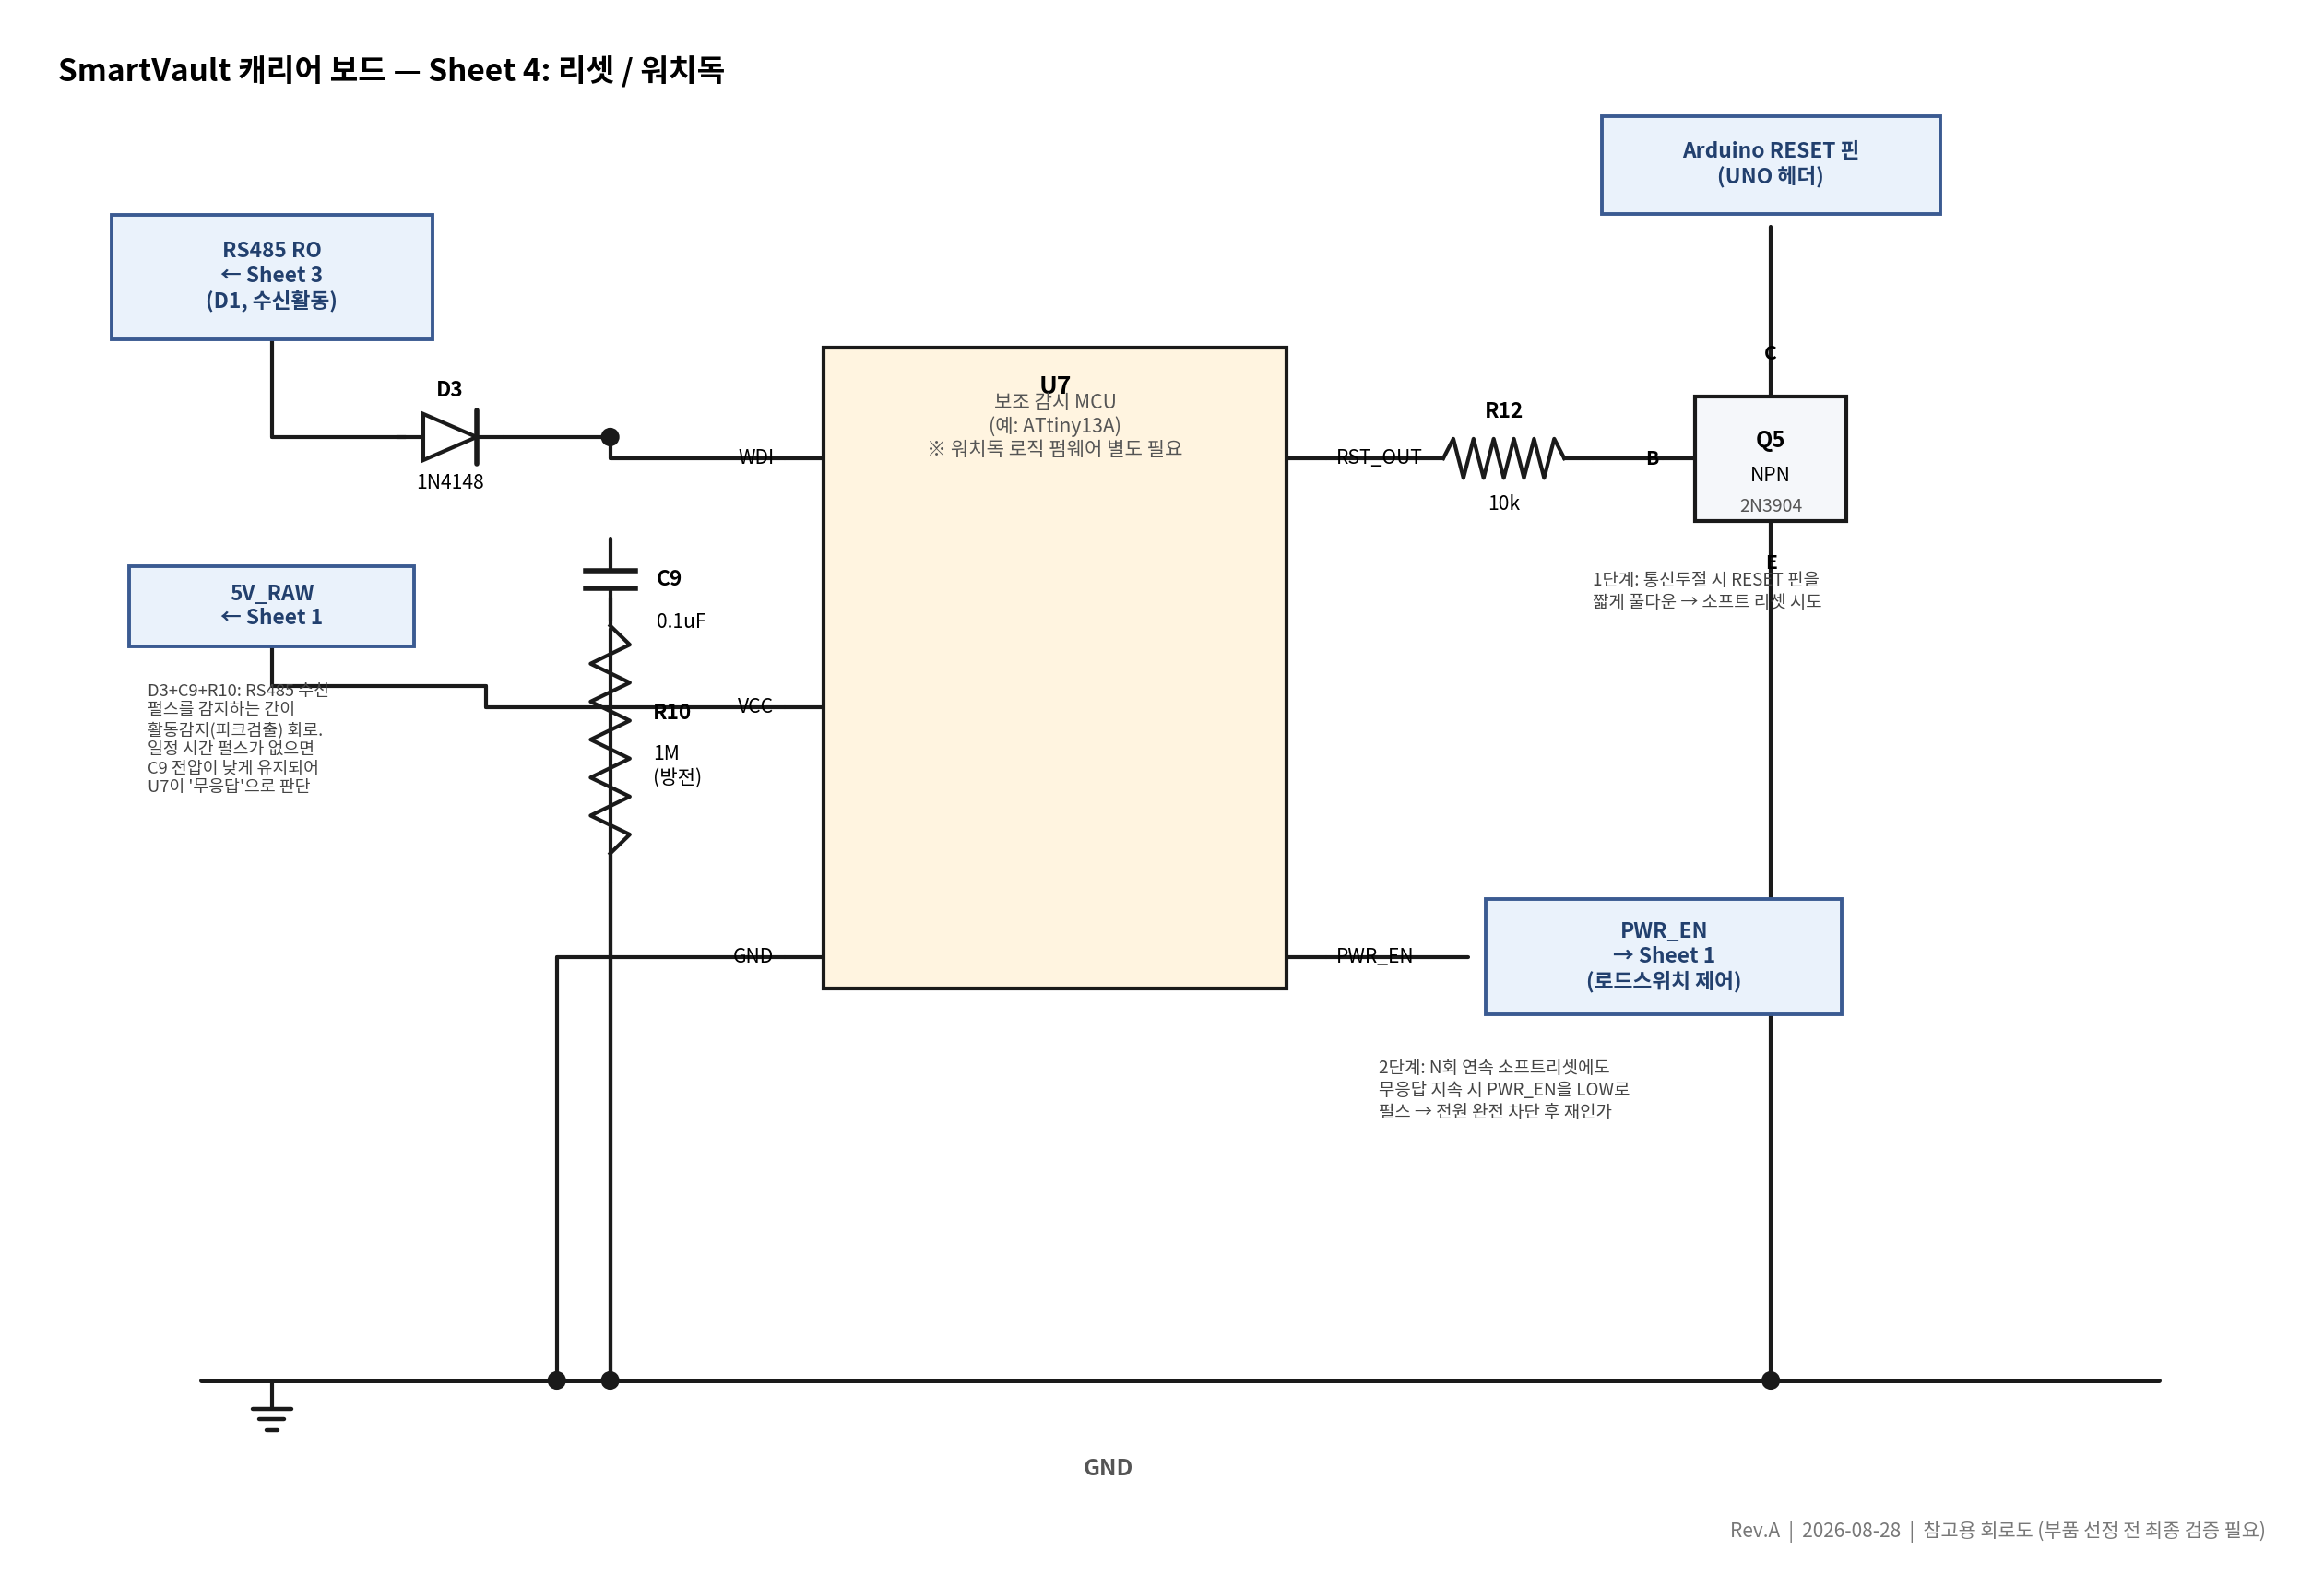 SmartVault 캐리어 보드 — Sheet 4: 리셋 / 워치독
Arduino RESET 핀
(UNO 헤더)
RS485 RO
← Sheet 3
(D1, 수신활동)
D3
1N4148
WDI
U7
보조 감시 MCU
(예: ATtiny13A)
※ 워치독 로직 펌웨어 별도 필요
RST_OUT
R12
10k
C
B
Q5
NPN
2N3904
E
1단계: 통신두절 시 RESET 핀을
짧게 풀다운 → 소프트 리셋 시도
5V_RAW
← Sheet 1
C9
0.1uF
D3+C9+R10: RS485 수신
펄스를 감지하는 간이
활동감지(피크검출) 회로.
일정 시간 펄스가 없으면
C9 전압이 낮게 유지되어
U7이 '무응답'으로 판단
R10
1M
(방전)
VCC
GND
PWR_EN
PWR_EN
→ Sheet 1
(로드스위치 제어)
2단계: N회 연속 소프트리셋에도
무응답 지속 시 PWR_EN을 LOW로
펄스 → 전원 완전 차단 후 재인가
GND
Rev.A | 2026-08-28 | 참고용 회로도 (부품 선정 전 최종 검증 필요)